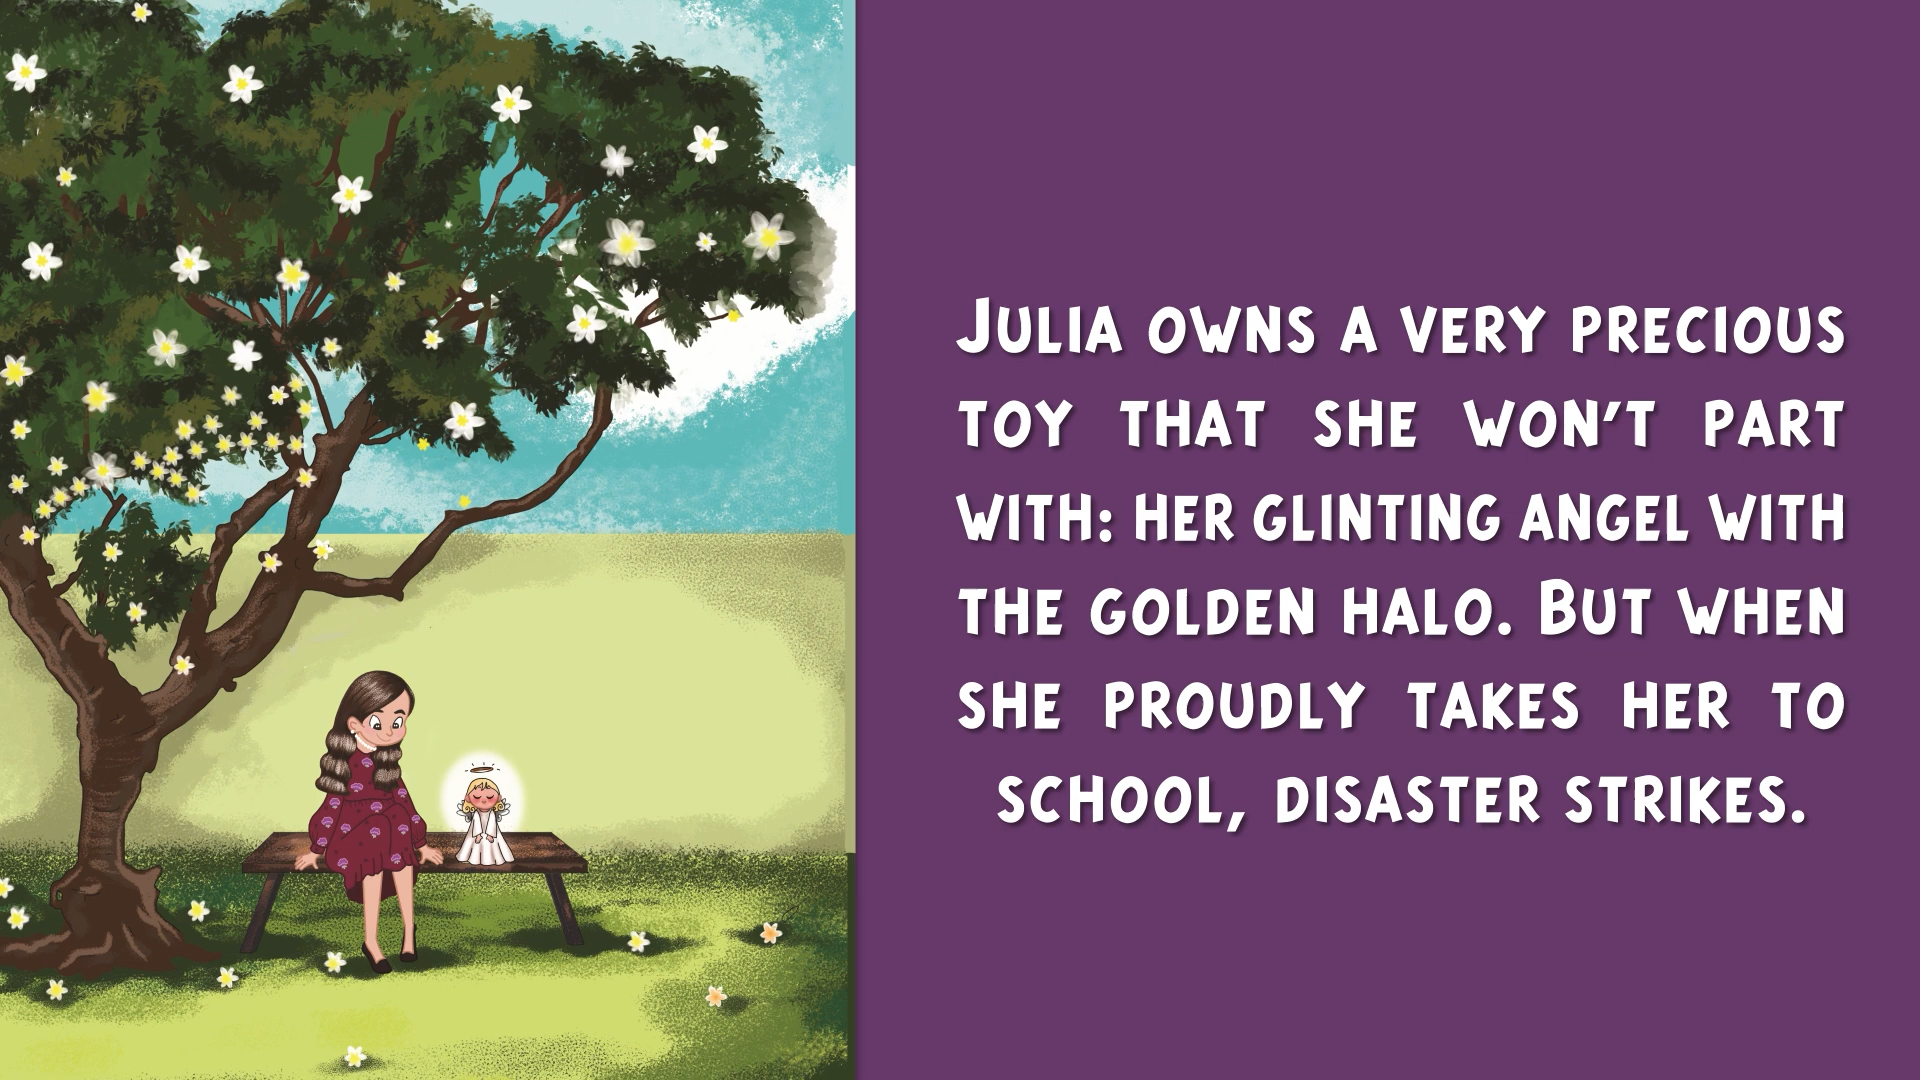 Julia owns a very precious
toy that she won't part
with: her glinting angel with
the golden halo. But when
she proudly takes her to
school, disaster strikes.